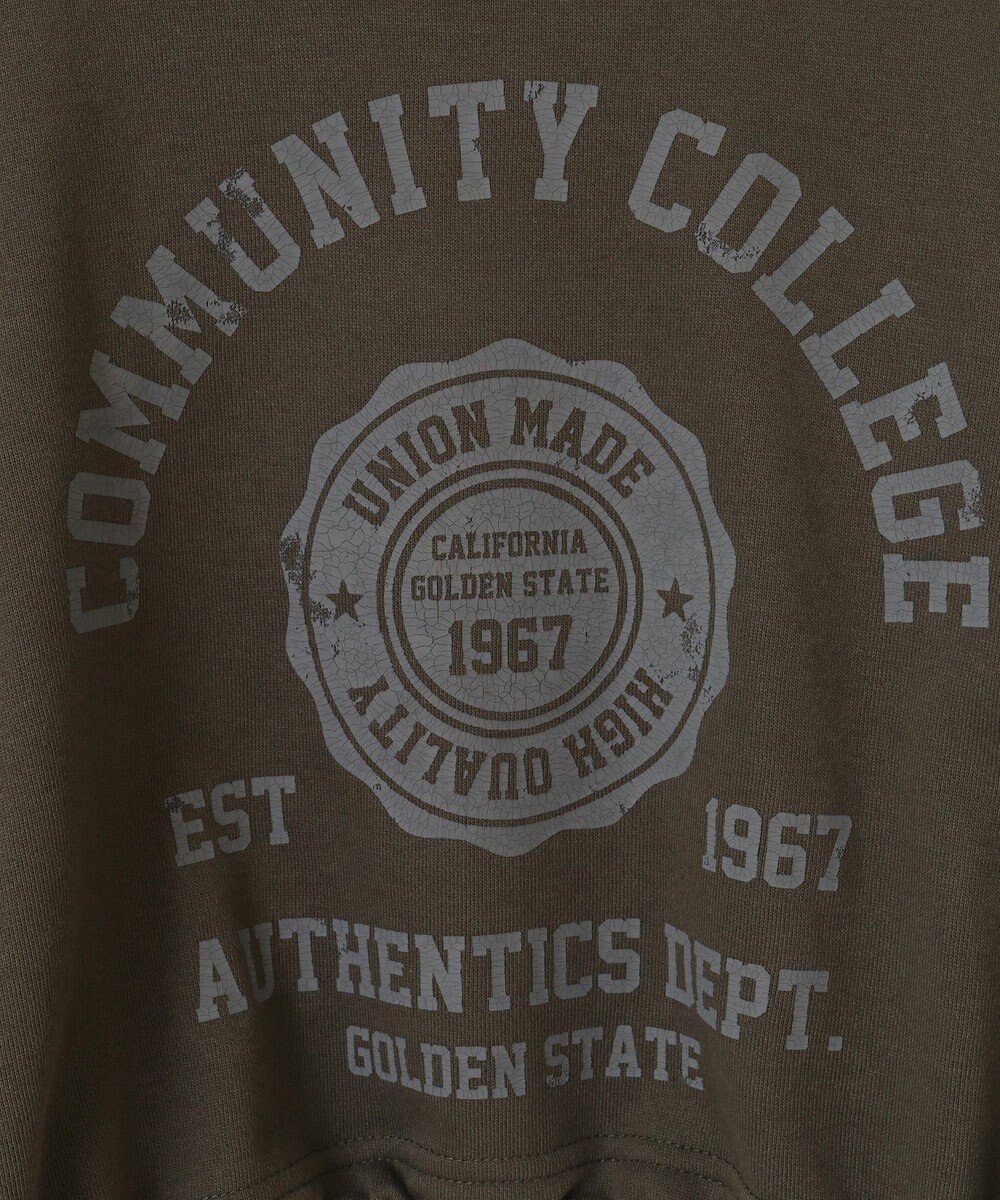 COMMUNITY COLLEGE
UNION MADE
CALIFORNIA
GOLDEN STATE
1967
HIGH QUALITY
EST 1967
AUTHENTICS DEPT.
GOLDEN STATE